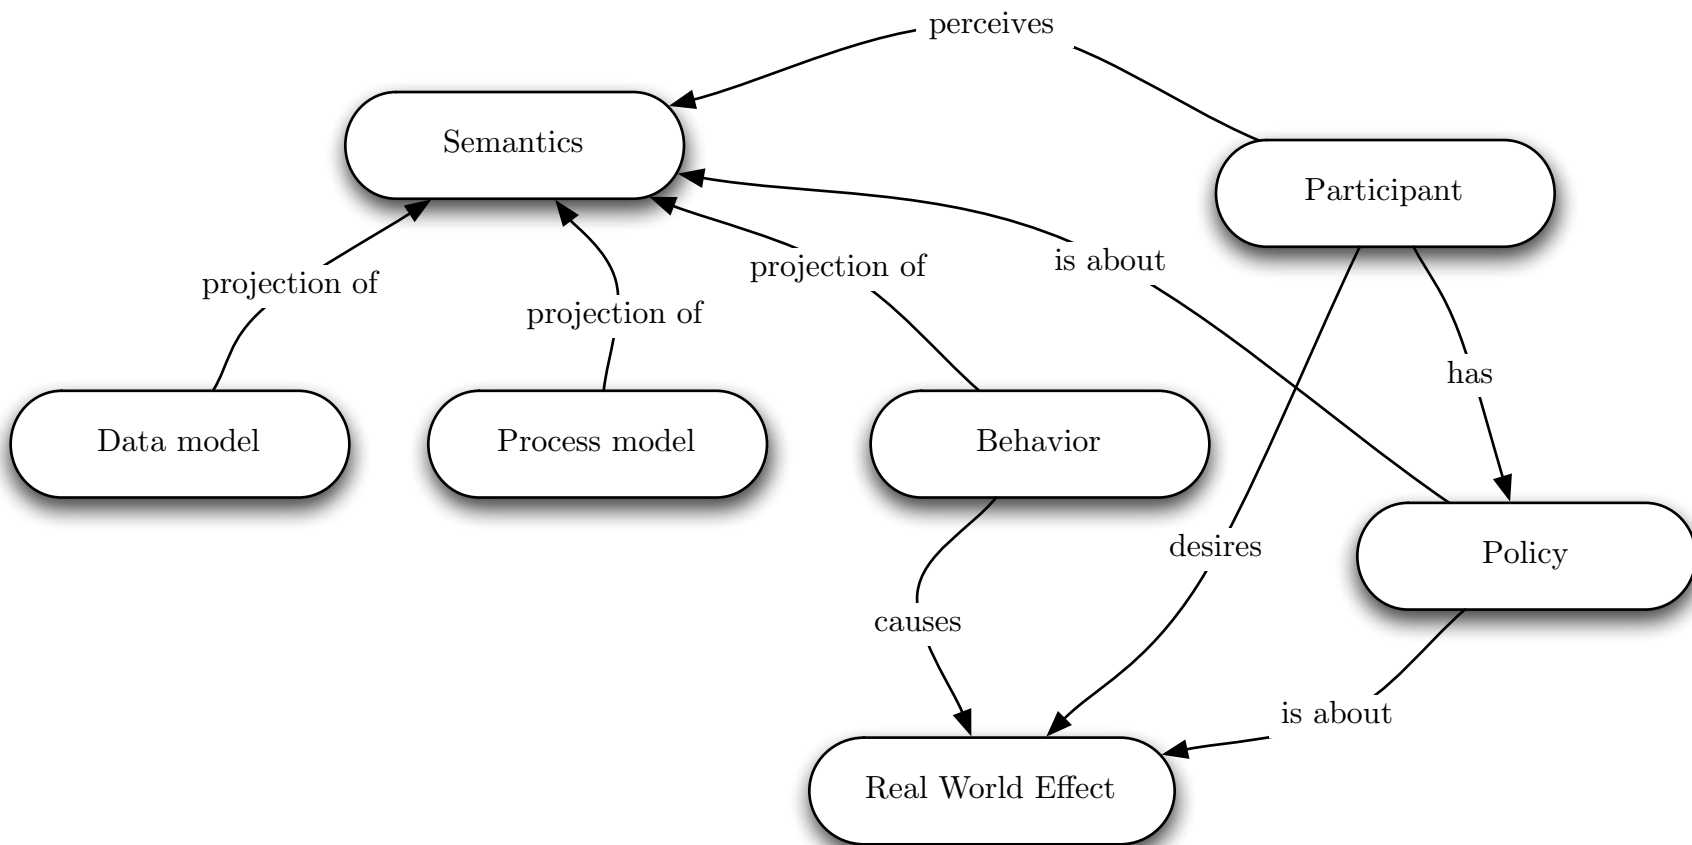 perceives
Semantics
Participant
is about
projection of
projection of
projection of
has
Data model
Process model
Behavior
desires
Policy
causes
is about
Real World Effect